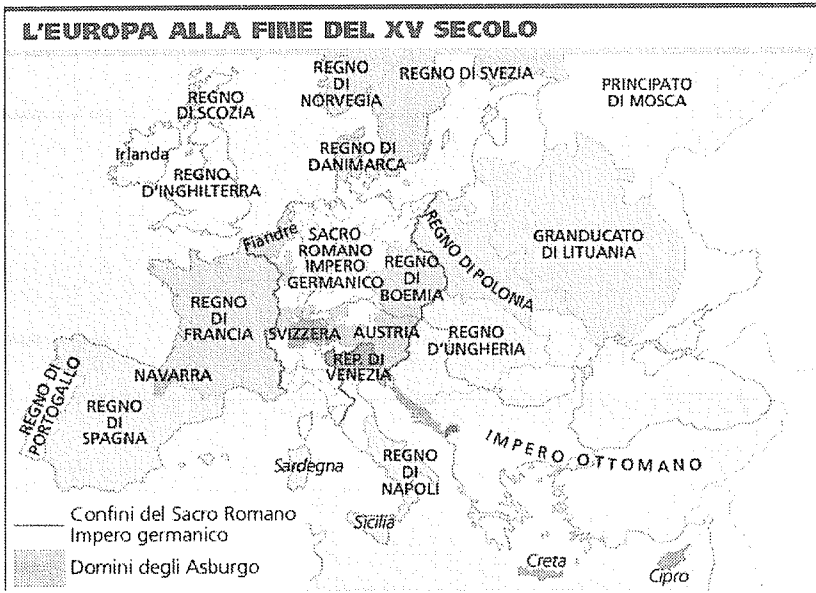 L'EUROPA ALLA FINE DEL XV SECOLO
REGNO
DI SCOZIA
REGNO
DI
NORVEGIA
REGNO DI SVEZIA
PRINCIPATO
DI MOSCA
Irlanda
REGNO
D'INGHILTERRA
REGNO DI
DANIMARCA
Fiandre
SACRO
ROMANO
IMPERO
GERMANICO
REGNO
DI
BOEMIA
REGNO DI POLONIA
GRANDUCATO
DI LITUANIA
REGNO
DI
FRANCIA
SVIZZERA
AUSTRIA
REGNO
D'UNGHERIA
REP. DI
VENEZIA
NAVARRA
REGNO DI
PORTOGALLO
REGNO
DI
SPAGNA
Sardegna
REGNO
DI
NAPOLI
IMPERO OTTOMANO
Sicilia
Creta
Cipro
Confini del Sacro Romano
Impero germanico
Domini degli Asburgo